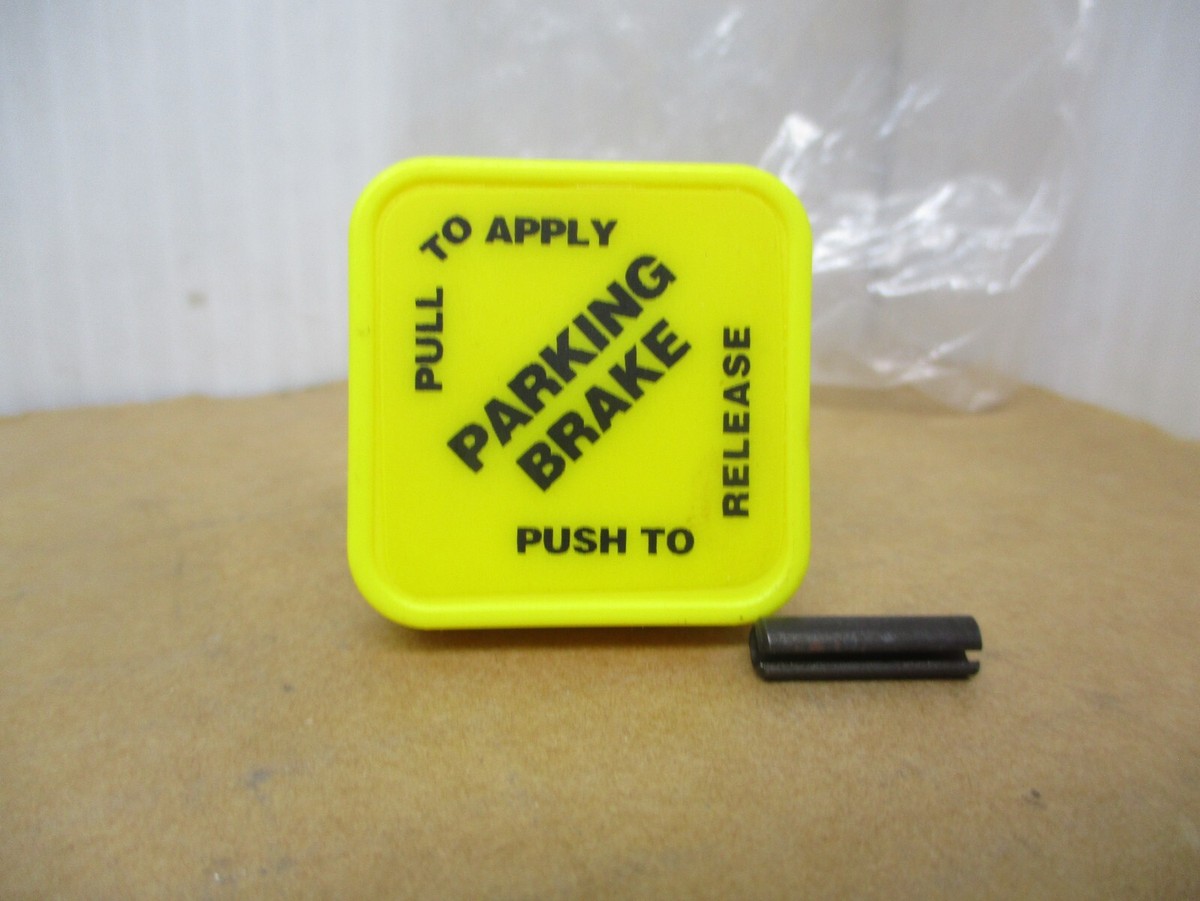 PULL TO APPLY
PARKING
BRAKE
PUSH TO RELEASE